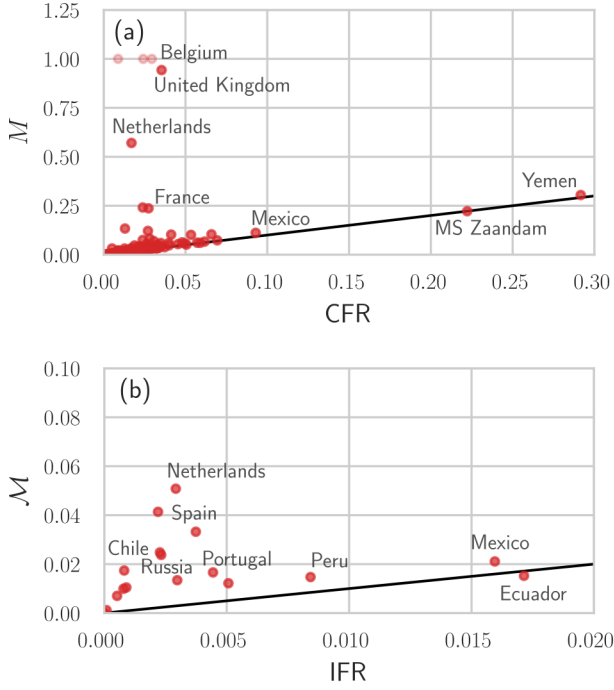 (a)
1.25
1.00
0.75
0.50
0.25
0.00
M
Belgium
United Kingdom
Netherlands
France
Mexico
Yemen
MS Zaandam
0.00 0.05 0.10 0.15 0.20 0.25 0.30
CFR
(b)
0.10
0.08
0.06
0.04
0.02
0.00
ℳ
Netherlands
Spain
Chile
Russia
Portugal
Peru
Mexico
Ecuador
0.000 0.005 0.010 0.015 0.020
IFR